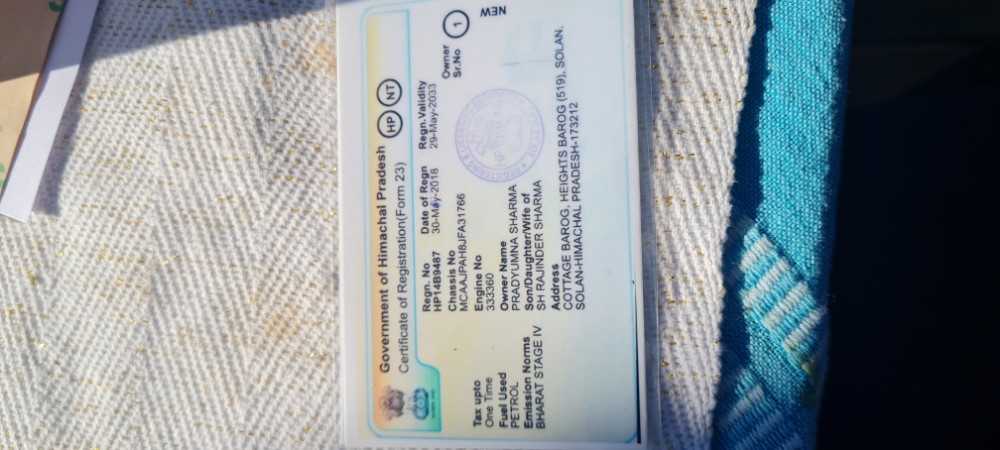 Government of Himachal Pradesh
Certificate of Registration(Form 23)
HP NT
Regn. No Date of Regn Regn.Validity
HP14B9487 30-May-2018 29-May-2033
Chassis No
MCAAJPAH8JFA31766
Owner
Sr.No
1
NEW
Engine No
333360
Owner Name
PRADYUMNA SHARMA
Son/Daughter/Wife of
SH RAJINDER SHARMA
Address
COTTAGE BAROG, HEIGHTS BAROG (519), SOLAN,
SOLAN-HIMACHAL PRADESH-173212
Tax upto
One Time
Fuel Used
PETROL
Emission Norms
BHARAT STAGE IV